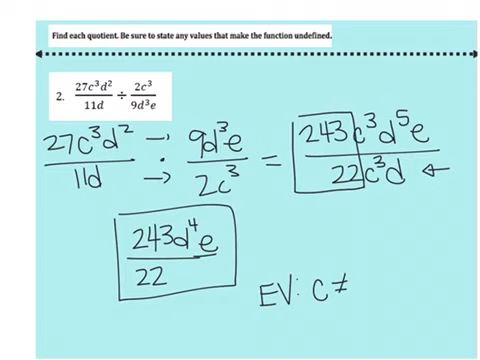 Find each quotient. Be sure to state any values that make the function undefined.
2. 27c³d²/11d ÷ 2c³/9d³e
27c³d²/11d → · → 9d³e/2c³ = 243c³d⁵e/22c³d ←
243d⁴e/22
EV: c ≠